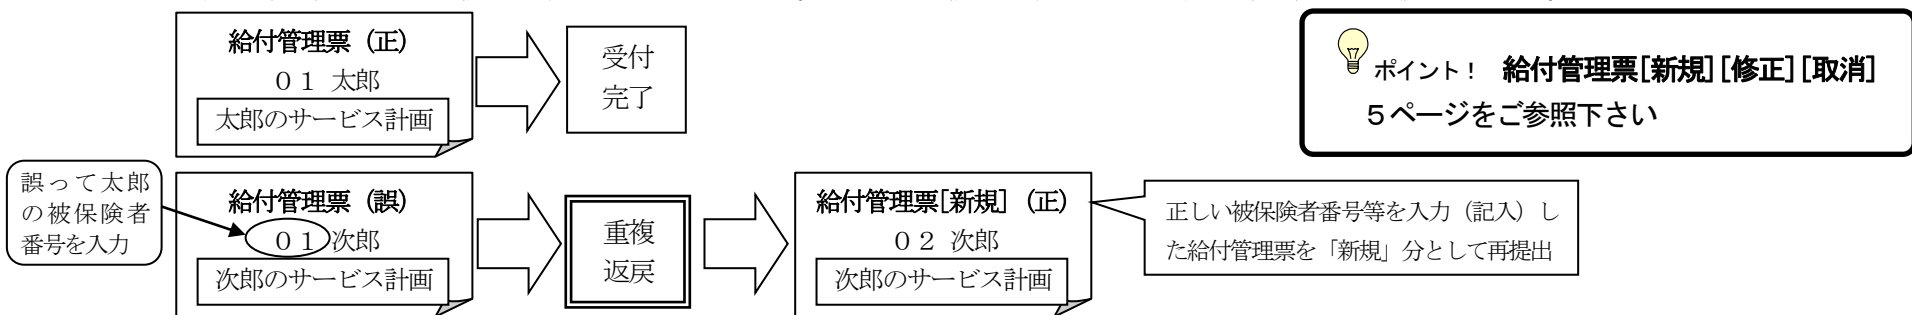 給付管理票（正）
０１ 太郎
太郎のサービス計画
受付
完了
ポイント！ 給付管理票[新規][修正][取消]
５ページをご参照下さい
誤って太郎
の被保険者
番号を入力
給付管理票（誤）
０１ 次郎
次郎のサービス計画
重複
返戻
給付管理票[新規]（正）
０２ 次郎
次郎のサービス計画
正しい被保険者番号等を入力（記入）し
た給付管理票を「新規」分として再提出